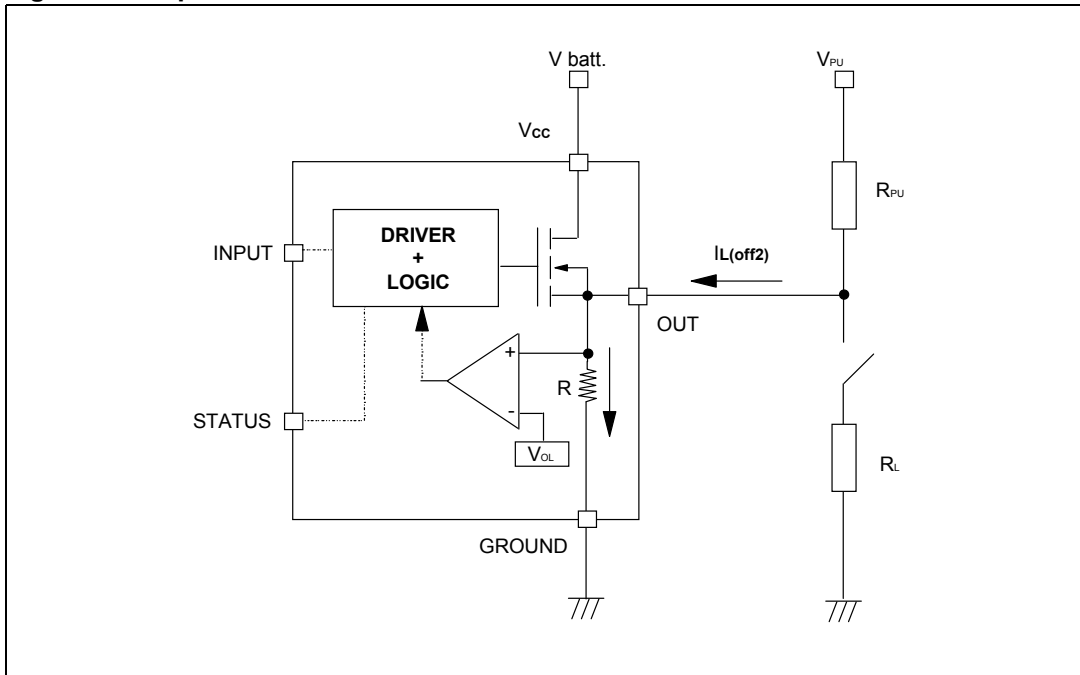 V batt.
VPU
VCC
RPU
DRIVER
+
LOGIC
INPUT
IL(off2)
OUT
+
R
-
STATUS
VOL
RL
GROUND